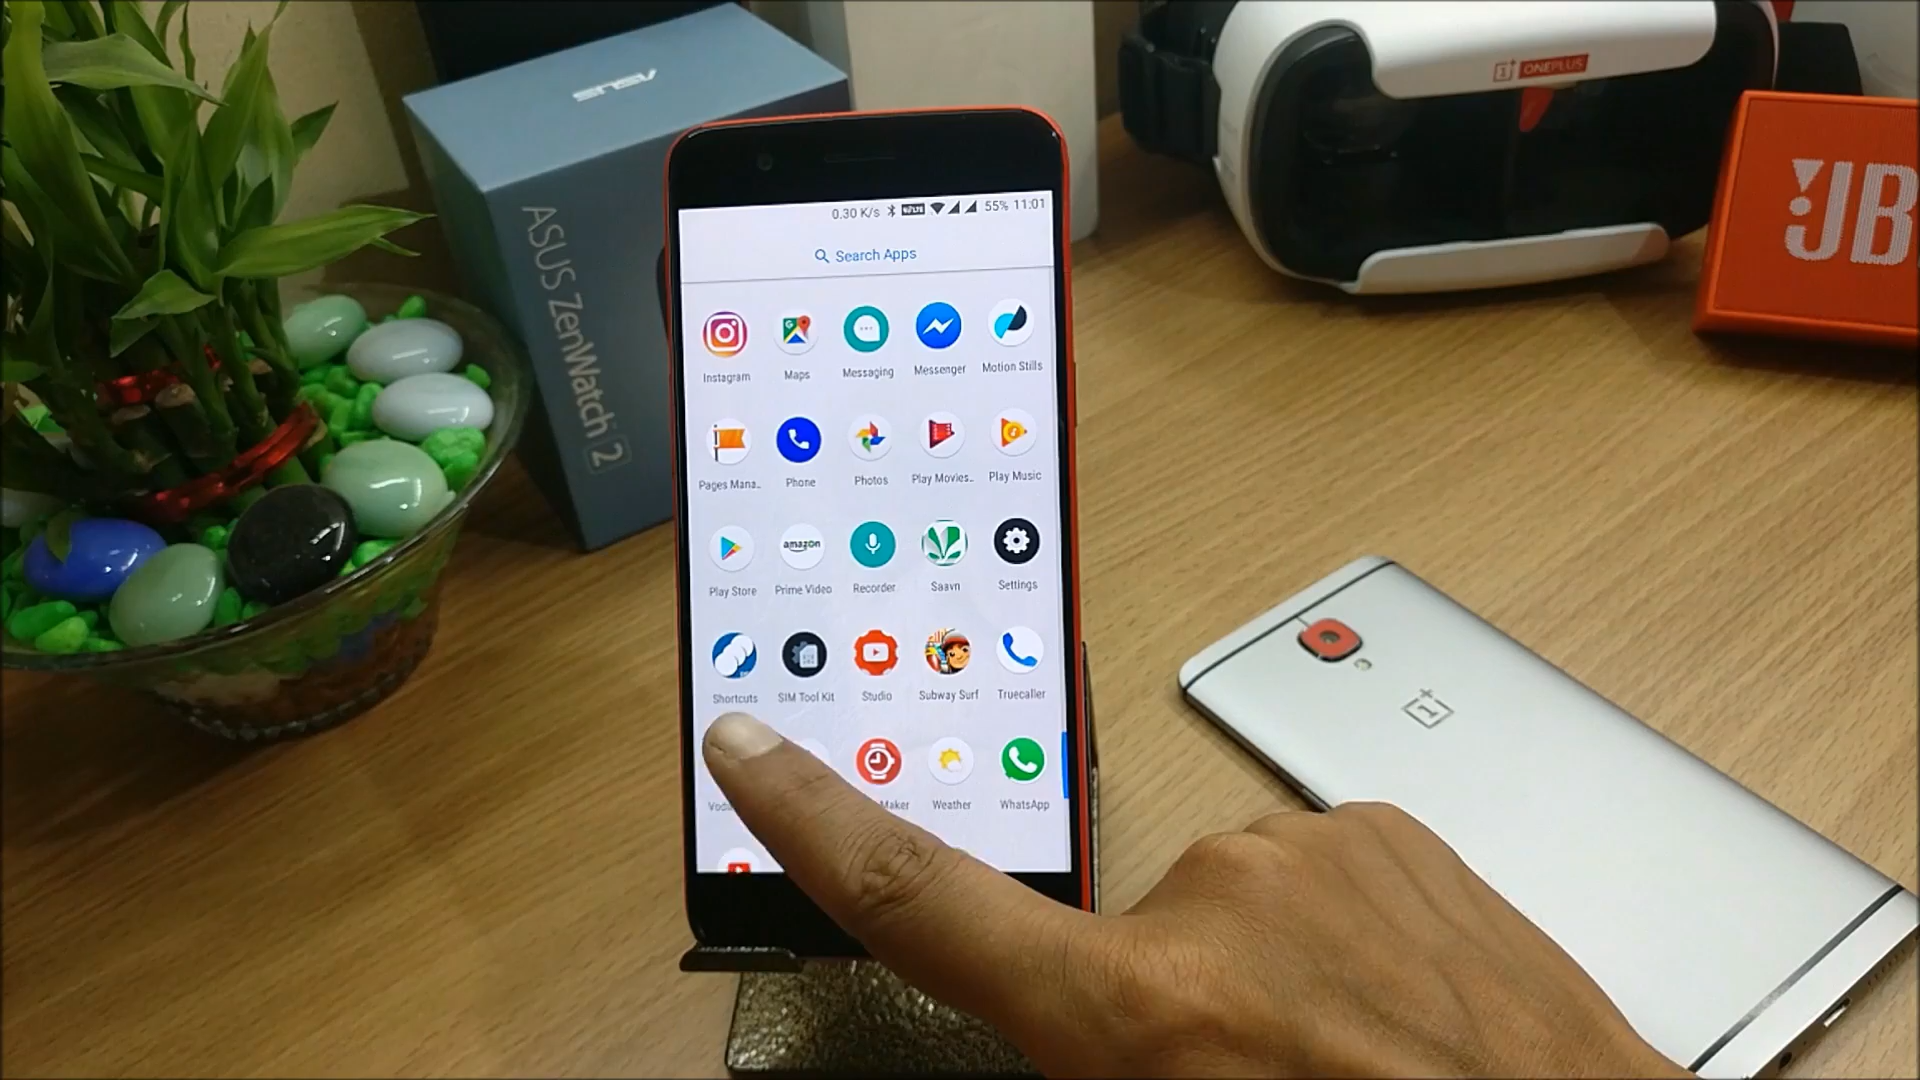 ASUS
ASUS ZenWatch 2
ONEPLUS
JB
0.30 K/s VoLTE 55% 11:01
Search Apps
Instagram Maps Messaging Messenger Motion Stills
Pages Mana.. Phone Photos Play Movies.. Play Music
amazon
Play Store Prime Video Recorder Saavn Settings
Shortcuts SIM Tool Kit Studio Subway Surf Truecaller
Maker Weather WhatsApp